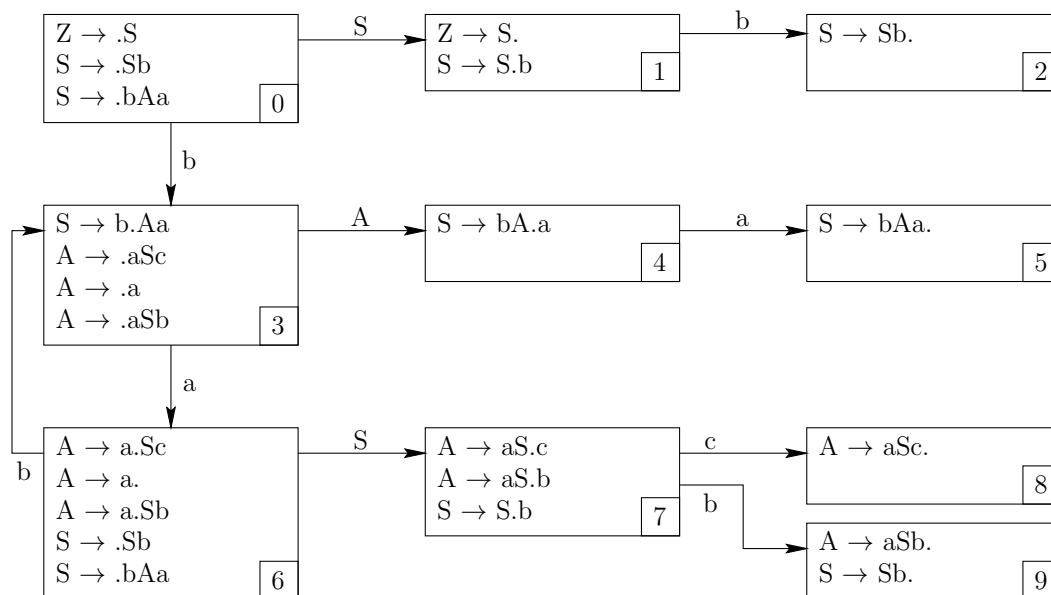 Z → .S
S → .Sb
S → .bAa
0
S
Z → S.
S → S.b
1
b
S → Sb.
2
b
S → b.Aa
A → .aSc
A → .a
A → .aSb
3
A
S → bA.a
4
a
S → bAa.
5
a
b
A → a.Sc
A → a.
A → a.Sb
S → .Sb
S → .bAa
6
S
A → aS.c
A → aS.b
S → S.b
7
c
A → aSc.
8
b
A → aSb.
S → Sb.
9